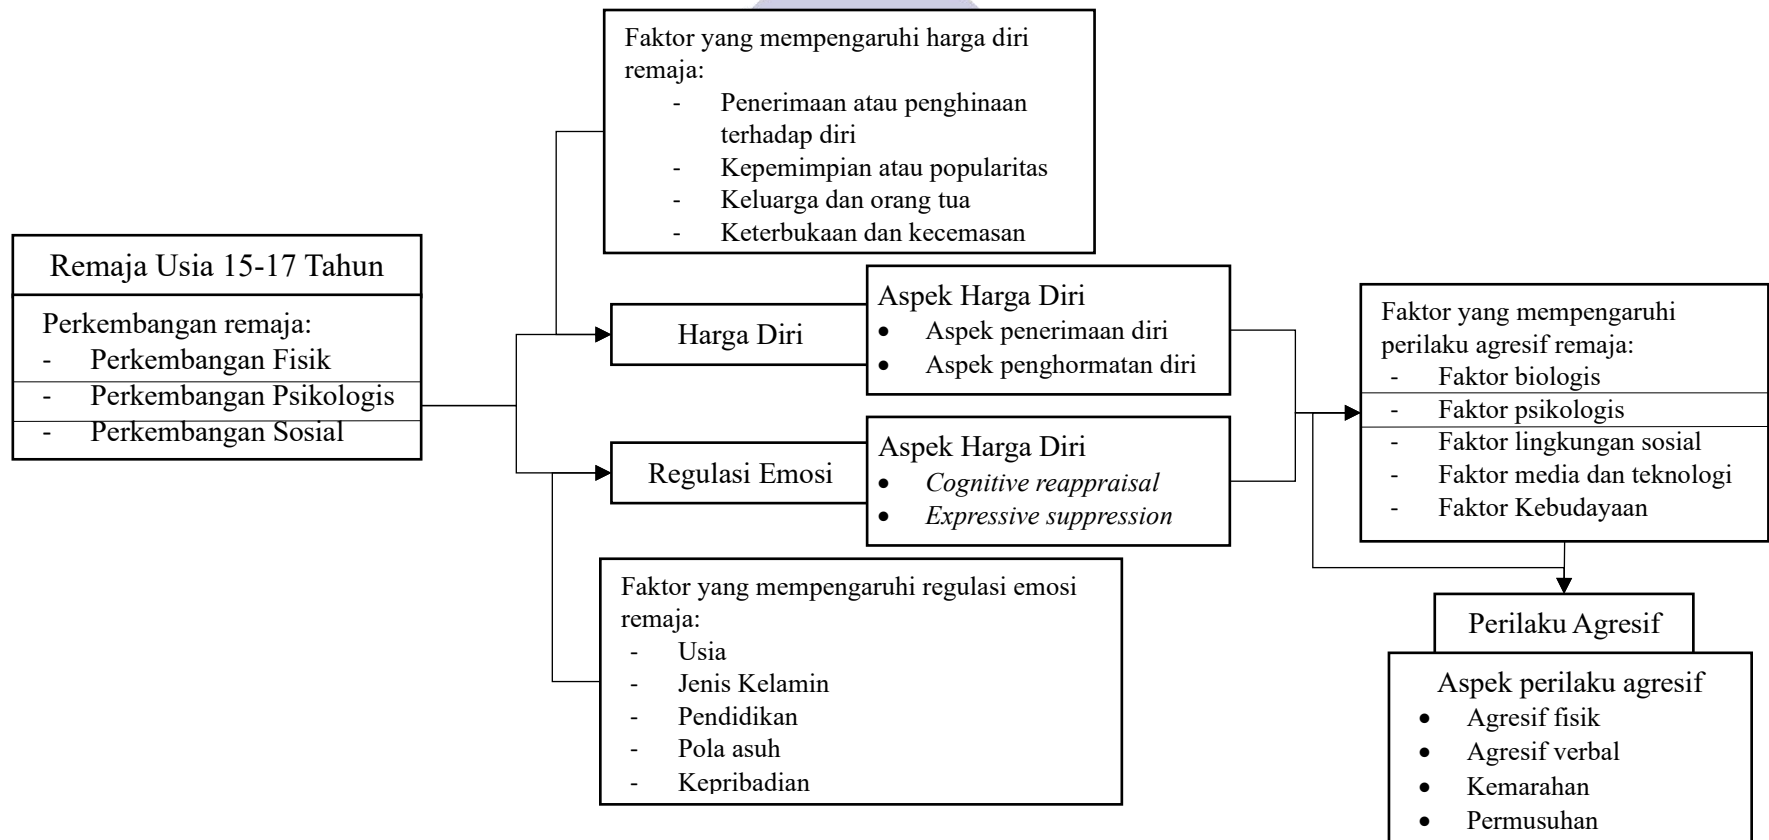 Faktor yang mempengaruhi harga diri
remaja:
- Penerimaan atau penghinaan
terhadap diri
- Kepemimpian atau popularitas
- Keluarga dan orang tua
- Keterbukaan dan kecemasan
Remaja Usia 15-17 Tahun
Perkembangan remaja:
- Perkembangan Fisik
- Perkembangan Psikologis
- Perkembangan Sosial
Harga Diri
Aspek Harga Diri
• Aspek penerimaan diri
• Aspek penghormatan diri
Regulasi Emosi
Aspek Harga Diri
• Cognitive reappraisal
• Expressive suppression
Faktor yang mempengaruhi regulasi emosi
remaja:
- Usia
- Jenis Kelamin
- Pendidikan
- Pola asuh
- Kepribadian
Faktor yang mempengaruhi
perilaku agresif remaja:
- Faktor biologis
- Faktor psikologis
- Faktor lingkungan sosial
- Faktor media dan teknologi
- Faktor Kebudayaan
Perilaku Agresif
Aspek perilaku agresif
• Agresif fisik
• Agresif verbal
• Kemarahan
• Permusuhan